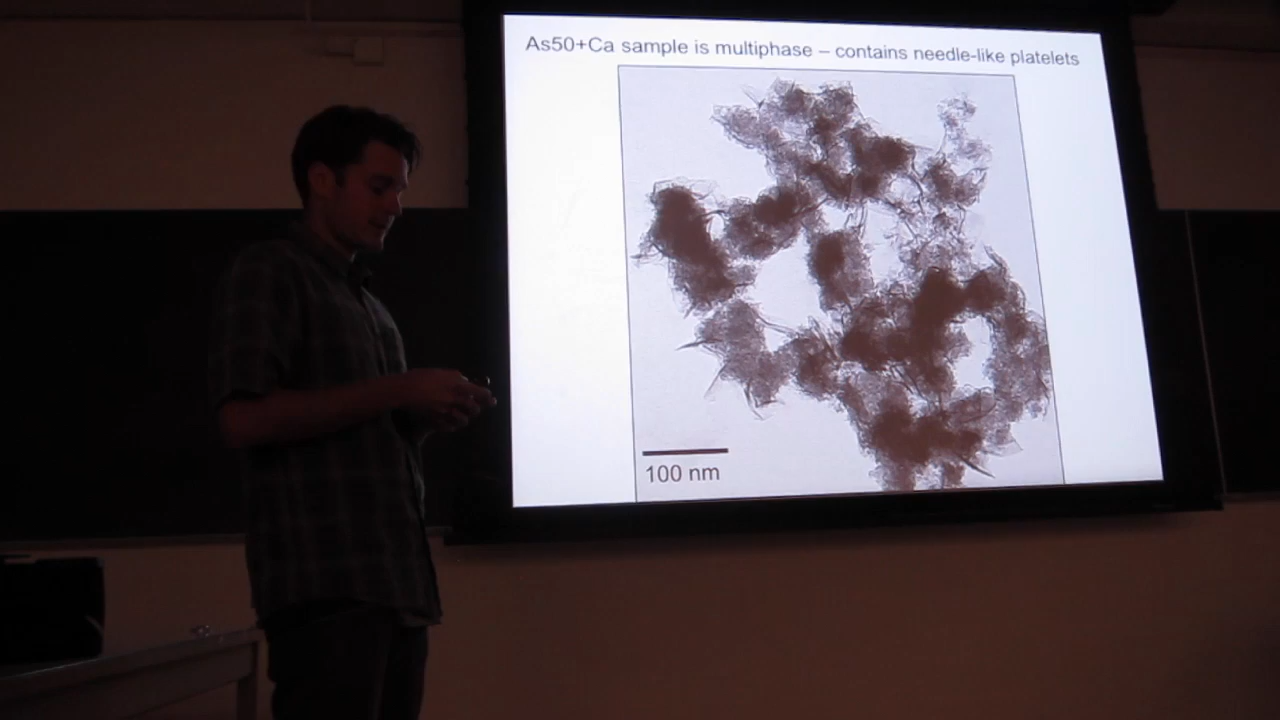 As50+Ca sample is multiphase – contains needle-like platelets
100 nm